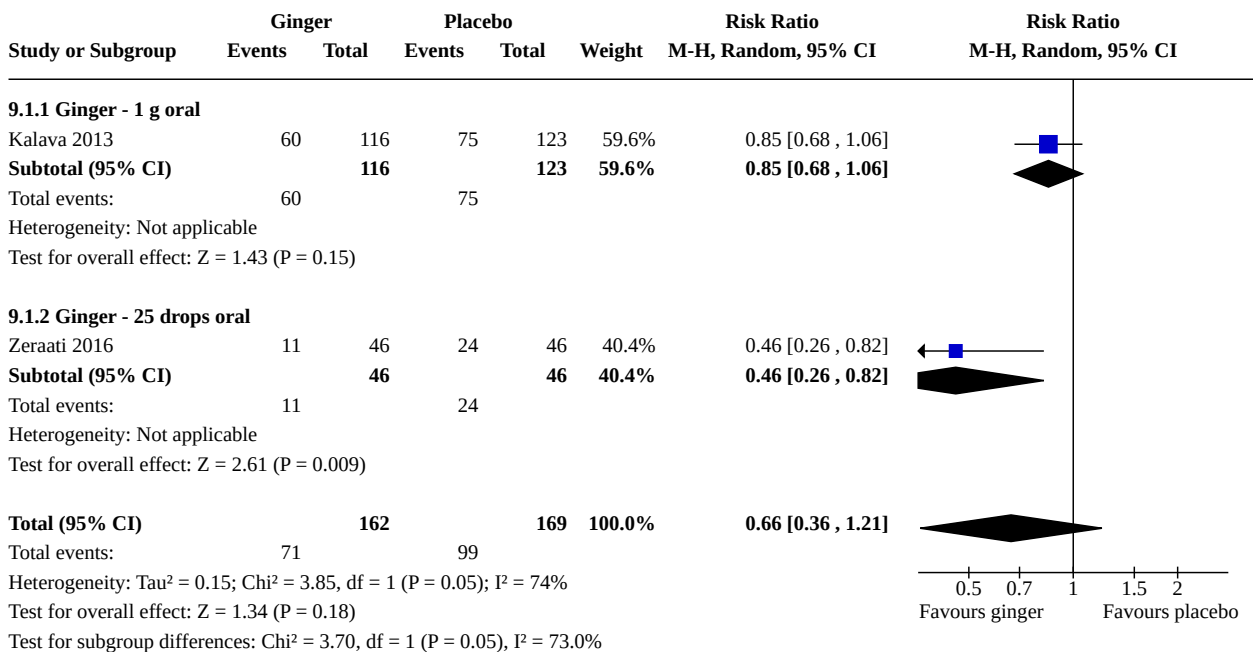 Ginger Placebo Risk Ratio Risk Ratio
Study or Subgroup Events Total Events Total Weight M-H, Random, 95% CI M-H, Random, 95% CI
9.1.1 Ginger - 1 g oral
Kalava 2013 60 116 75 123 59.6% 0.85 [0.68 , 1.06]
Subtotal (95% CI) 116 123 59.6% 0.85 [0.68 , 1.06]
Total events: 60 75
Heterogeneity: Not applicable
Test for overall effect: Z = 1.43 (P = 0.15)
9.1.2 Ginger - 25 drops oral
Zeraati 2016 11 46 24 46 40.4% 0.46 [0.26 , 0.82]
Subtotal (95% CI) 46 46 40.4% 0.46 [0.26 , 0.82]
Total events: 11 24
Heterogeneity: Not applicable
Test for overall effect: Z = 2.61 (P = 0.009)
Total (95% CI) 162 169 100.0% 0.66 [0.36 , 1.21]
Total events: 71 99
Heterogeneity: Tau² = 0.15; Chi² = 3.85, df = 1 (P = 0.05); I² = 74%
0.5 0.7 1 1.5 2
Test for overall effect: Z = 1.34 (P = 0.18) Favours ginger Favours placebo
Test for subgroup differences: Chi² = 3.70, df = 1 (P = 0.05), I² = 73.0%